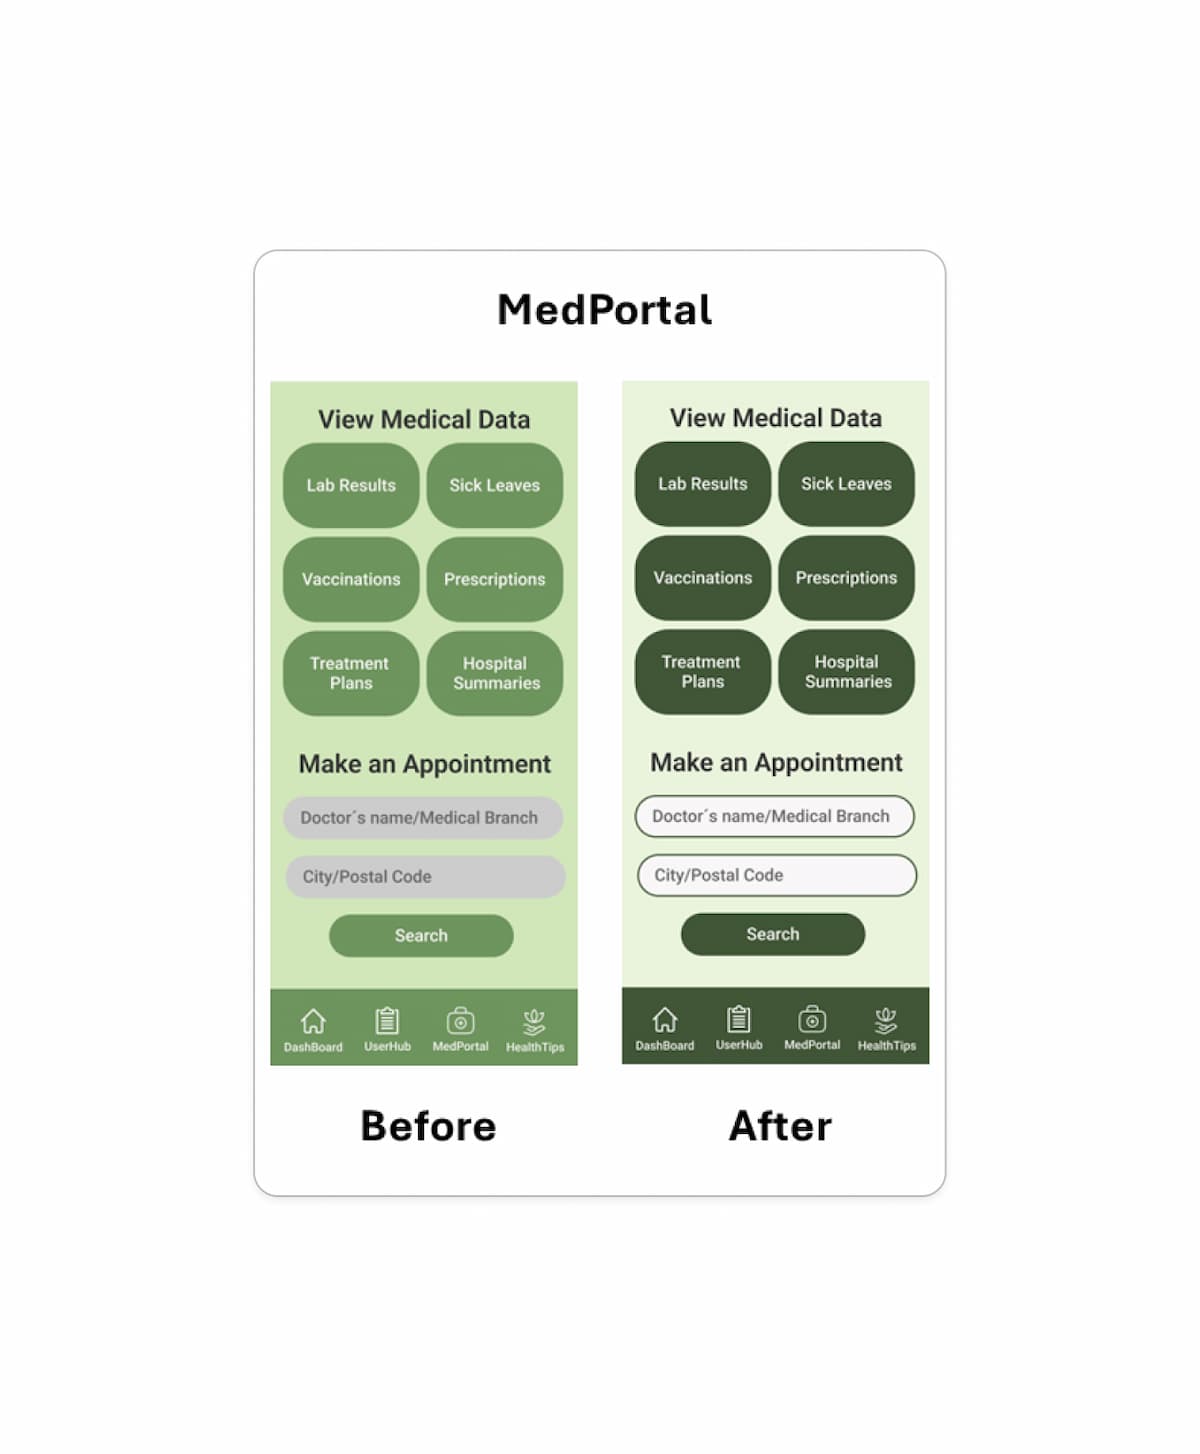 MedPortal
View Medical Data
Lab Results
Sick Leaves
Vaccinations
Prescriptions
Treatment
Plans
Hospital
Summaries
Make an Appointment
Doctor´s name/Medical Branch
City/Postal Code
Search
DashBoard
UserHub
MedPortal
HealthTips
Before
View Medical Data
Lab Results
Sick Leaves
Vaccinations
Prescriptions
Treatment
Plans
Hospital
Summaries
Make an Appointment
Doctor´s name/Medical Branch
City/Postal Code
Search
DashBoard
UserHub
MedPortal
HealthTips
After